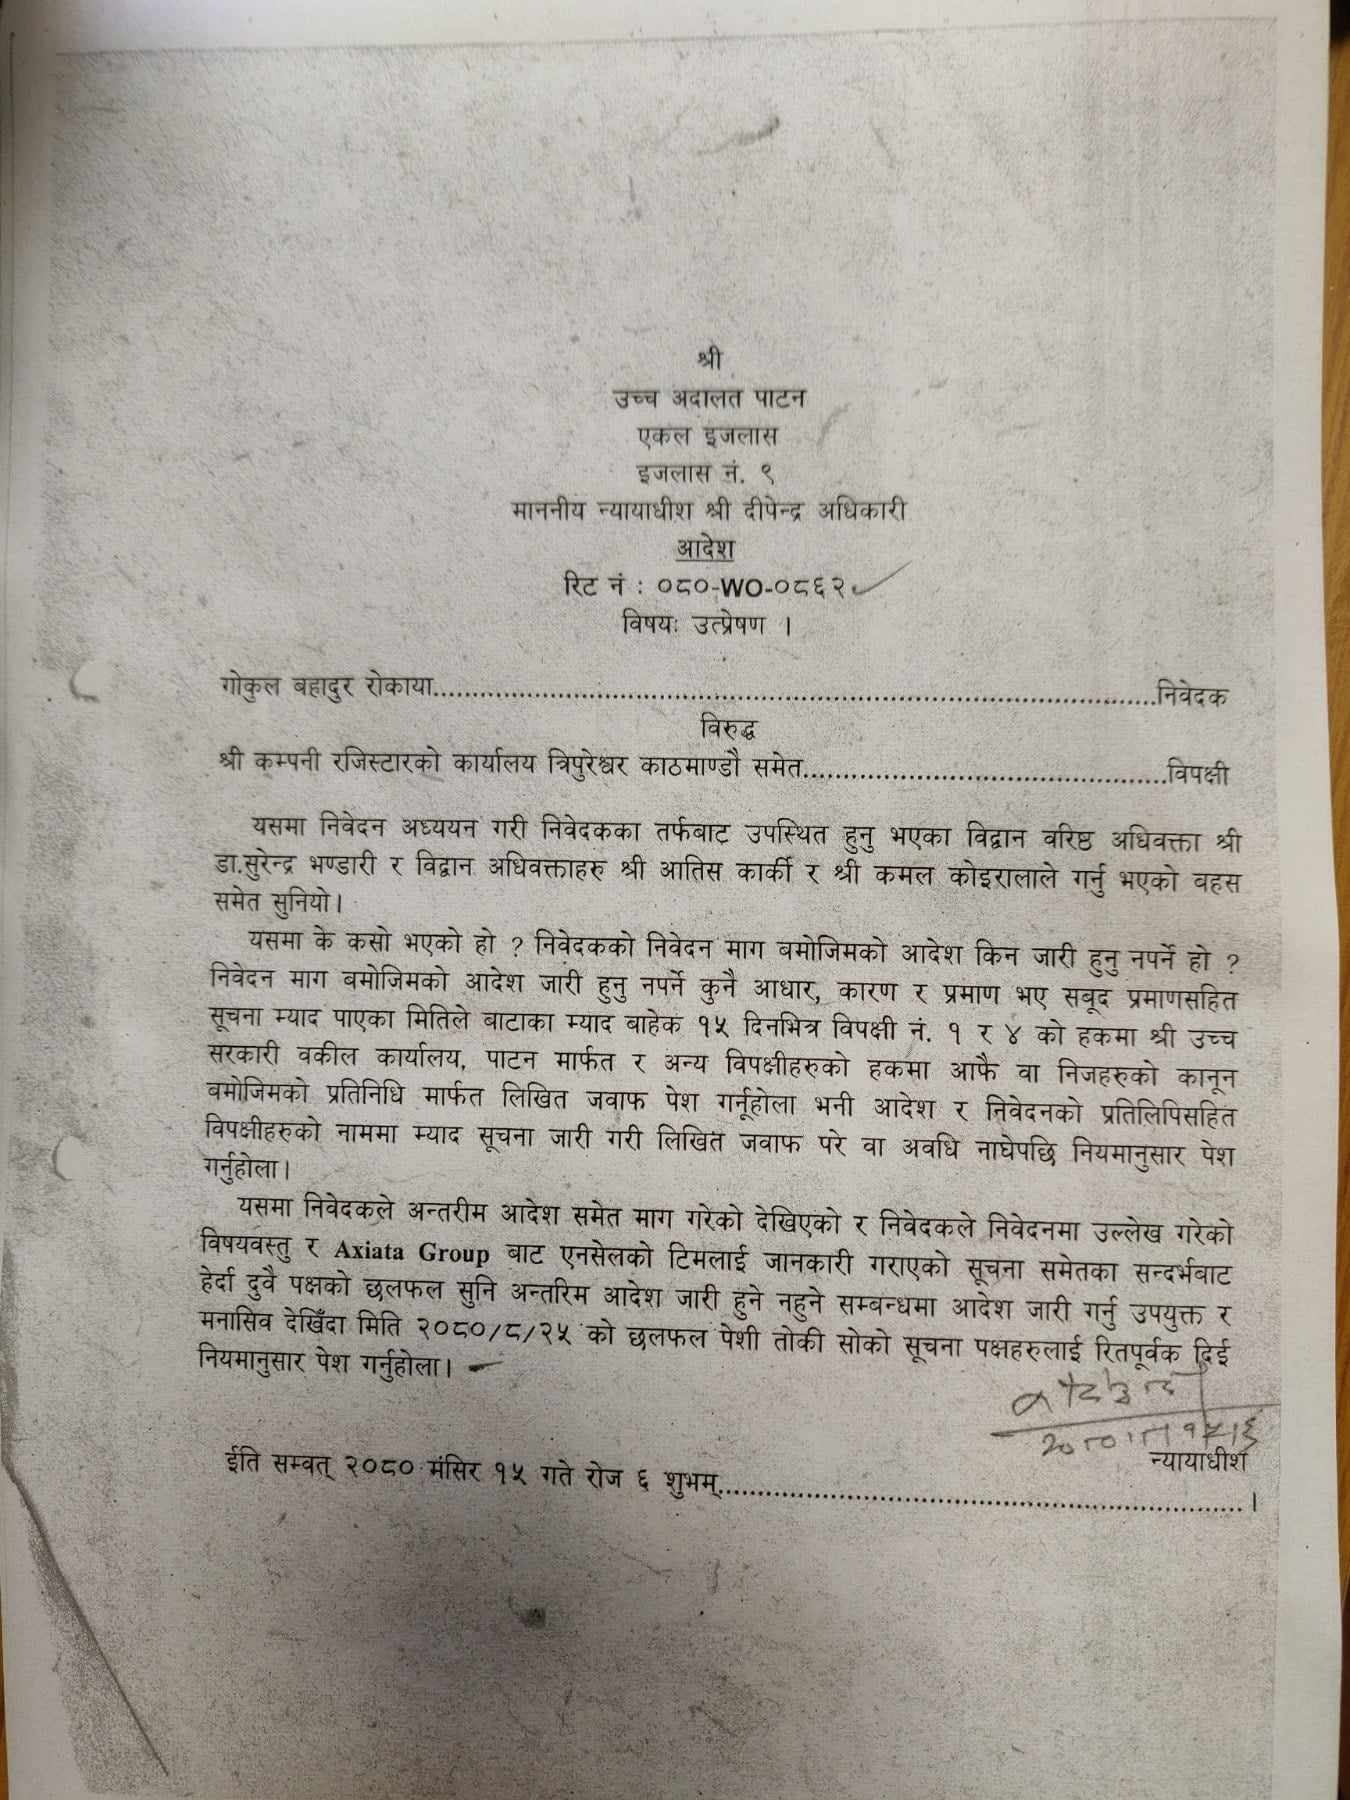 श्री
उच्च अदालत पाटन
एकल इजलास
इजलास नं. ९
माननीय न्यायाधीश श्री दीपेन्द्र अधिकारी
आदेश
रिट नं : ०८०-WO-०८६२
विषयः उत्प्रेषण ।
गोकुल बहादुर रोकाया....................................................................................................निवेदक
विरुद्ध
श्री कम्पनी रजिस्टारको कार्यालय त्रिपुरेश्वर काठमाण्डौ समेत..................................................विपक्षी
यसमा निवेदन अध्ययन गरी निवेदकका तर्फबाट उपस्थित हुनु भएका विद्वान वरिष्ठ अधिवक्ता श्री
डा.सुरेन्द्र भण्डारी र विद्वान अधिवक्ताहरु श्री आतिस कार्की र श्री कमल कोइरालाले गर्नु भएको वहस
समेत सुनियो।
यसमा के कसो भएको हो ? निवेदकको निवेदन माग बमोजिमको आदेश किन जारी हुनु नपर्ने हो ?
निवेदन माग बमोजिमको आदेश जारी हुनु नपर्ने कुनै आधार, कारण र प्रमाण भए सबूद प्रमाणसहित
सूचना म्याद पाएका मितिले बाटाका म्याद बाहेक १५ दिनभित्र विपक्षी नं. १ र ४ को हकमा श्री उच्च
सरकारी वकील कार्यालय, पाटन मार्फत र अन्य विपक्षीहरुको हकमा आफै वा निजहरुको कानून
बमोजिमको प्रतिनिधि मार्फत लिखित जवाफ पेश गर्नूहोला भनी आदेश र निवेदनको प्रतिलिपिसहित
विपक्षीहरुको नाममा म्याद सूचना जारी गरी लिखित जवाफ परे वा अवधि नाघेपछि नियमानुसार पेश
गर्नुहोला।
यसमा निवेदकले अन्तरीम आदेश समेत माग गरेको देखिएको र निवेदकले निवेदनमा उल्लेख गरेको
विषयवस्तु र Axiata Group बाट एनसेलको टिमलाई जानकारी गराएको सूचना समेतका सन्दर्भबाट
हेर्दा दुवै पक्षको छलफल सुनि अन्तरिम आदेश जारी हुने नहुने सम्बन्धमा आदेश जारी गर्नु उपयुक्त र
मनासिव देखिँदा मिति २०८०/८/२५ को छलफल पेशी तोकी सोको सूचना पक्षहरुलाई रितपूर्वक दिई
नियमानुसार पेश गर्नुहोला।
न्यायाधीश
ईति सम्वत् २०८० मंसिर १५ गते रोज ६ शुभम्..........................................................................।